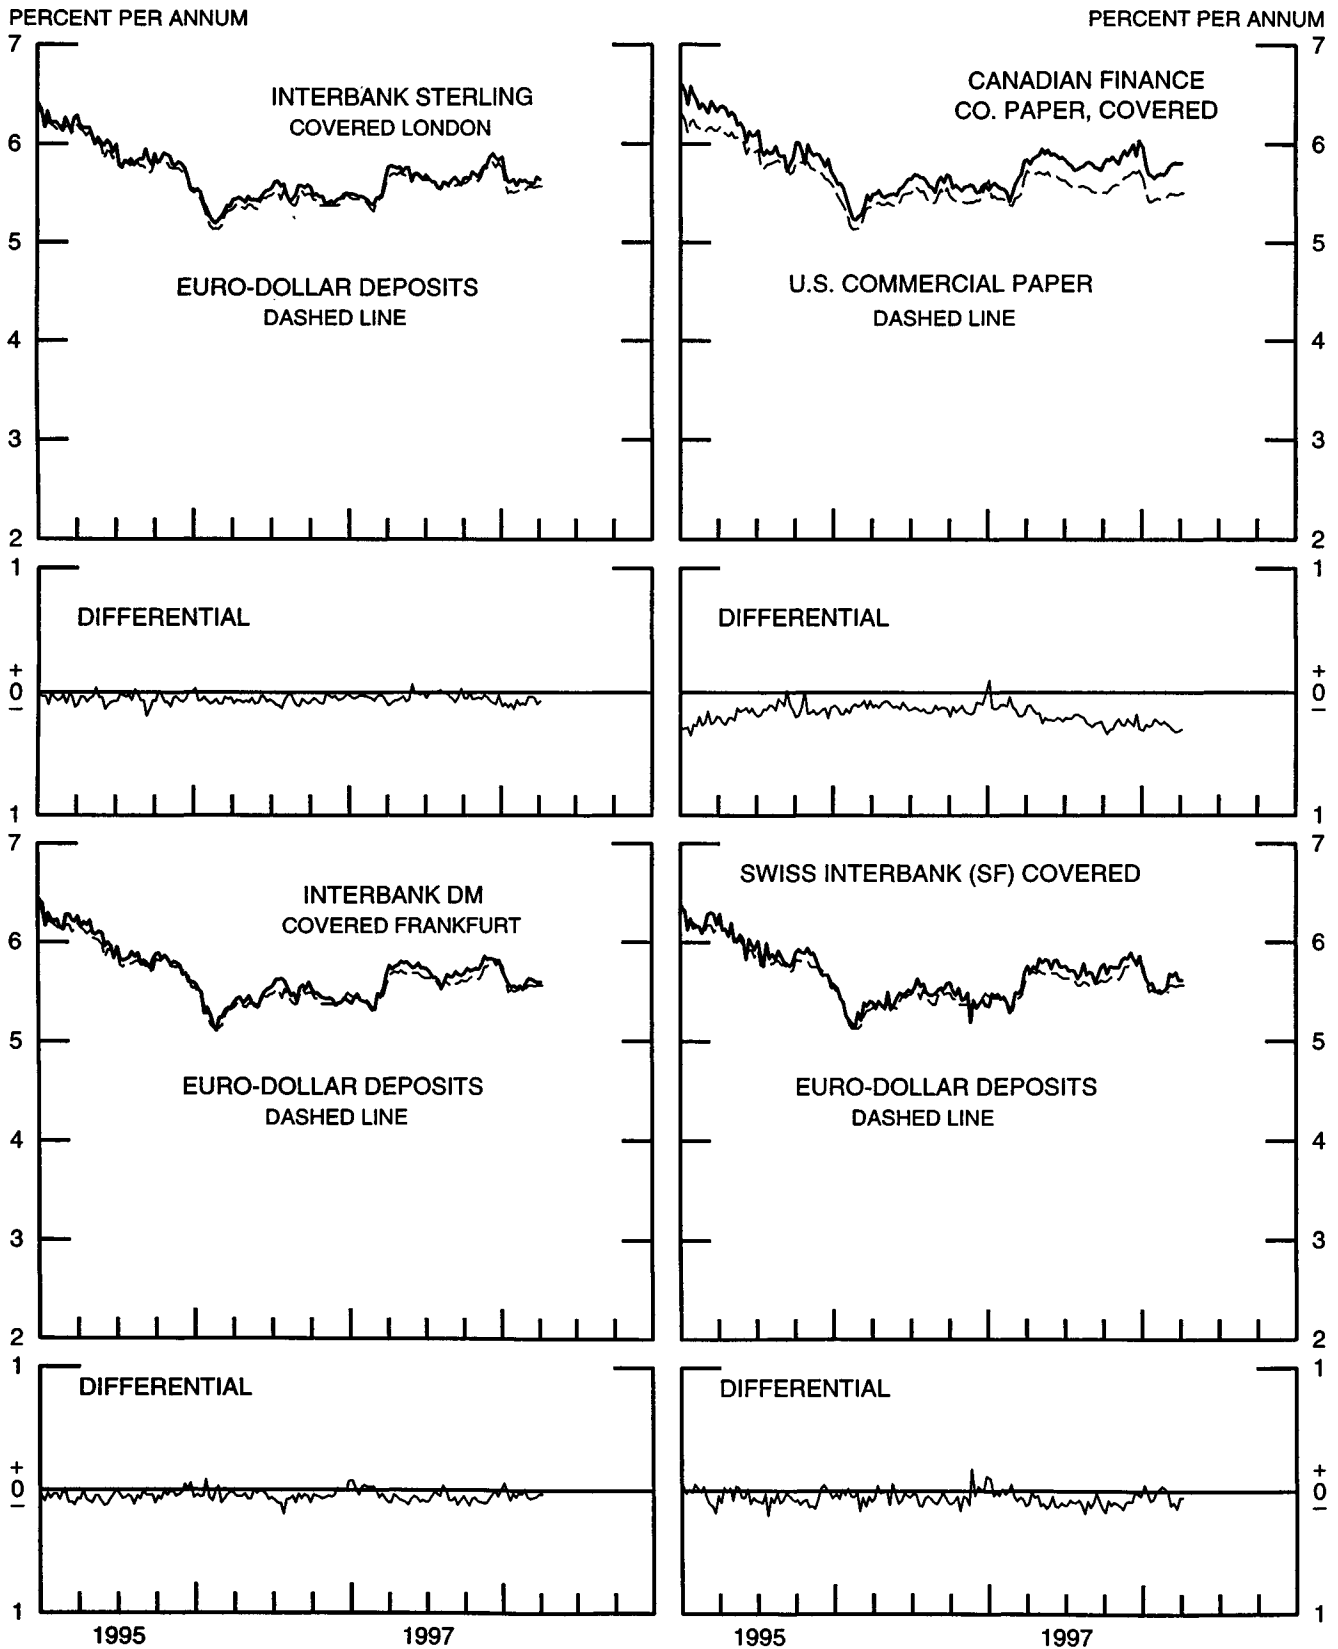 PERCENT PER ANNUM
PERCENT PER ANNUM
7
6
5
4
3
2
INTERBANK STERLING
COVERED LONDON
EURO-DOLLAR DEPOSITS
DASHED LINE
CANADIAN FINANCE
CO. PAPER, COVERED
U.S. COMMERCIAL PAPER
DASHED LINE
7
6
5
4
3
2
1
+
0
−
1
DIFFERENTIAL
DIFFERENTIAL
1
+
0
−
1
7
6
5
4
3
2
INTERBANK DM
COVERED FRANKFURT
EURO-DOLLAR DEPOSITS
DASHED LINE
SWISS INTERBANK (SF) COVERED
EURO-DOLLAR DEPOSITS
DASHED LINE
7
6
5
4
3
2
1
+
0
−
1
DIFFERENTIAL
DIFFERENTIAL
1
+
0
−
1
1995 1997
1995 1997